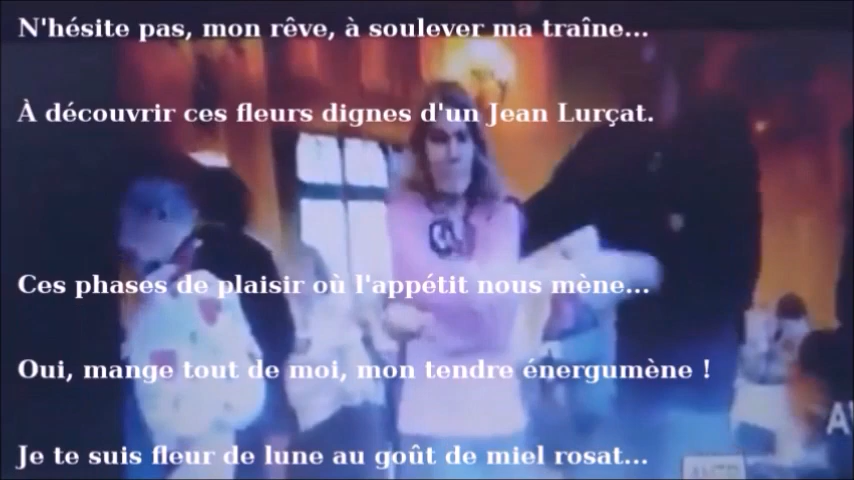 N'hésite pas, mon rêve, à soulever ma traîne...
À découvrir ces fleurs dignes d'un Jean Lurçat.
Ces phases de plaisir où l'appétit nous mène...
Oui, mange tout de moi, mon tendre énergumène !
Je te suis fleur de lune au goût de miel rosat...